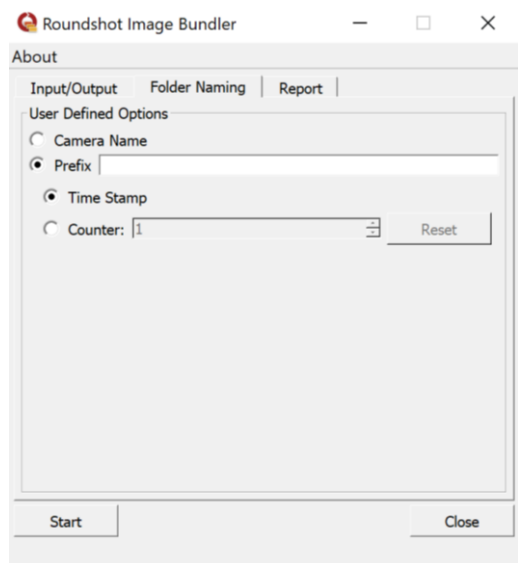 Roundshot Image Bundler
About
Input/Output Folder Naming Report
User Defined Options
Camera Name
Prefix
Time Stamp
Counter: 1 Reset
Start Close